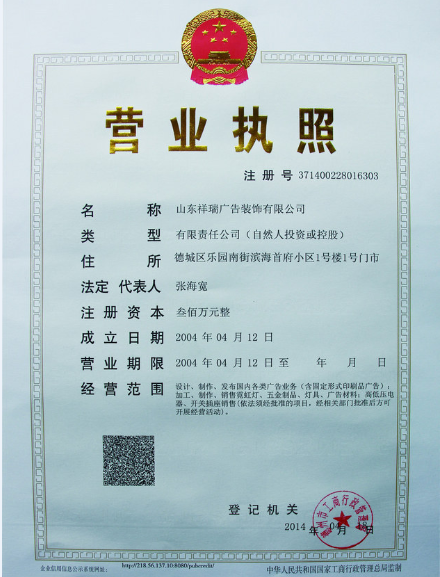 营业执照
注册号 371400228016303
名称 山东祥瑞广告装饰有限公司
类型 有限责任公司（自然人投资或控股）
住所 德城区乐园南街滨海首府小区1号楼1号门市
法定代表人 张海宽
注册资本 叁佰万元整
成立日期 2004 年 04 月 12 日
营业期限 2004 年 04 月 12 日 至 年 月 日
经营范围 设计、制作、发布国内各类广告业务（含固定形式印刷品广告）；
加工、制作、销售霓虹灯、五金制品、灯具、广告材料；高低压电
器、开关插座销售(依法须经批准的项目，经相关部门批准后方可
开展经营活动)。
登记机关
2014 年 月 日
企业信用信息公示系统网址：
http://218.56.137.10:8080/pubcredit/
中华人民共和国国家工商行政管理总局监制